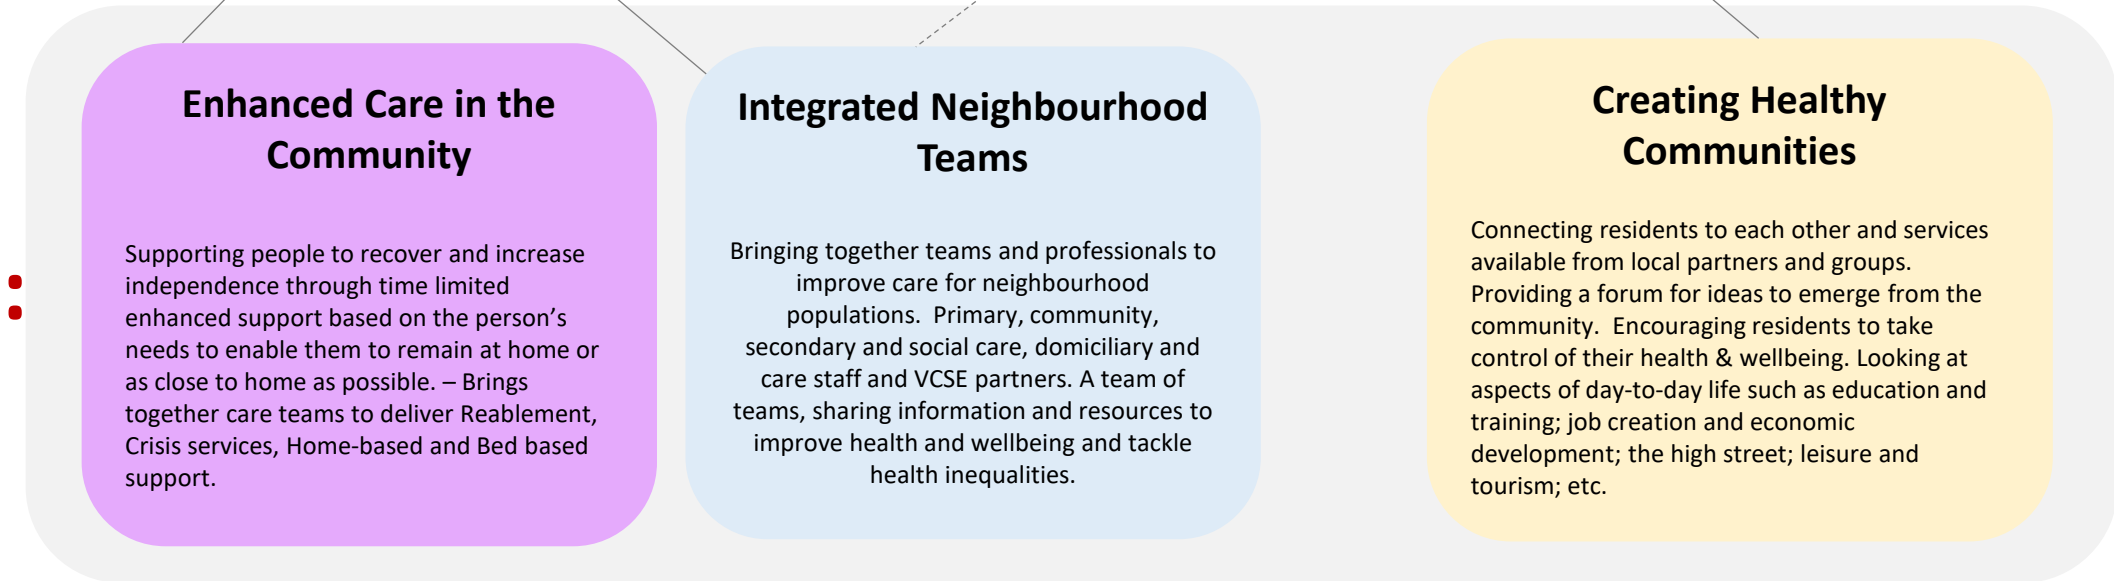 Enhanced Care in the
Community
Supporting people to recover and increase
independence through time limited
enhanced support based on the person’s
needs to enable them to remain at home or
as close to home as possible. – Brings
together care teams to deliver Reablement,
Crisis services, Home-based and Bed based
support.
Integrated Neighbourhood
Teams
Bringing together teams and professionals to
improve care for neighbourhood
populations.  Primary, community,
secondary and social care, domiciliary and
care staff and VCSE partners. A team of
teams, sharing information and resources to
improve health and wellbeing and tackle
health inequalities.
Creating Healthy
Communities
Connecting residents to each other and services
available from local partners and groups.
Providing a forum for ideas to emerge from the
community.  Encouraging residents to take
control of their health & wellbeing. Looking at
aspects of day-to-day life such as education and
training; job creation and economic
development; the high street; leisure and
tourism; etc.